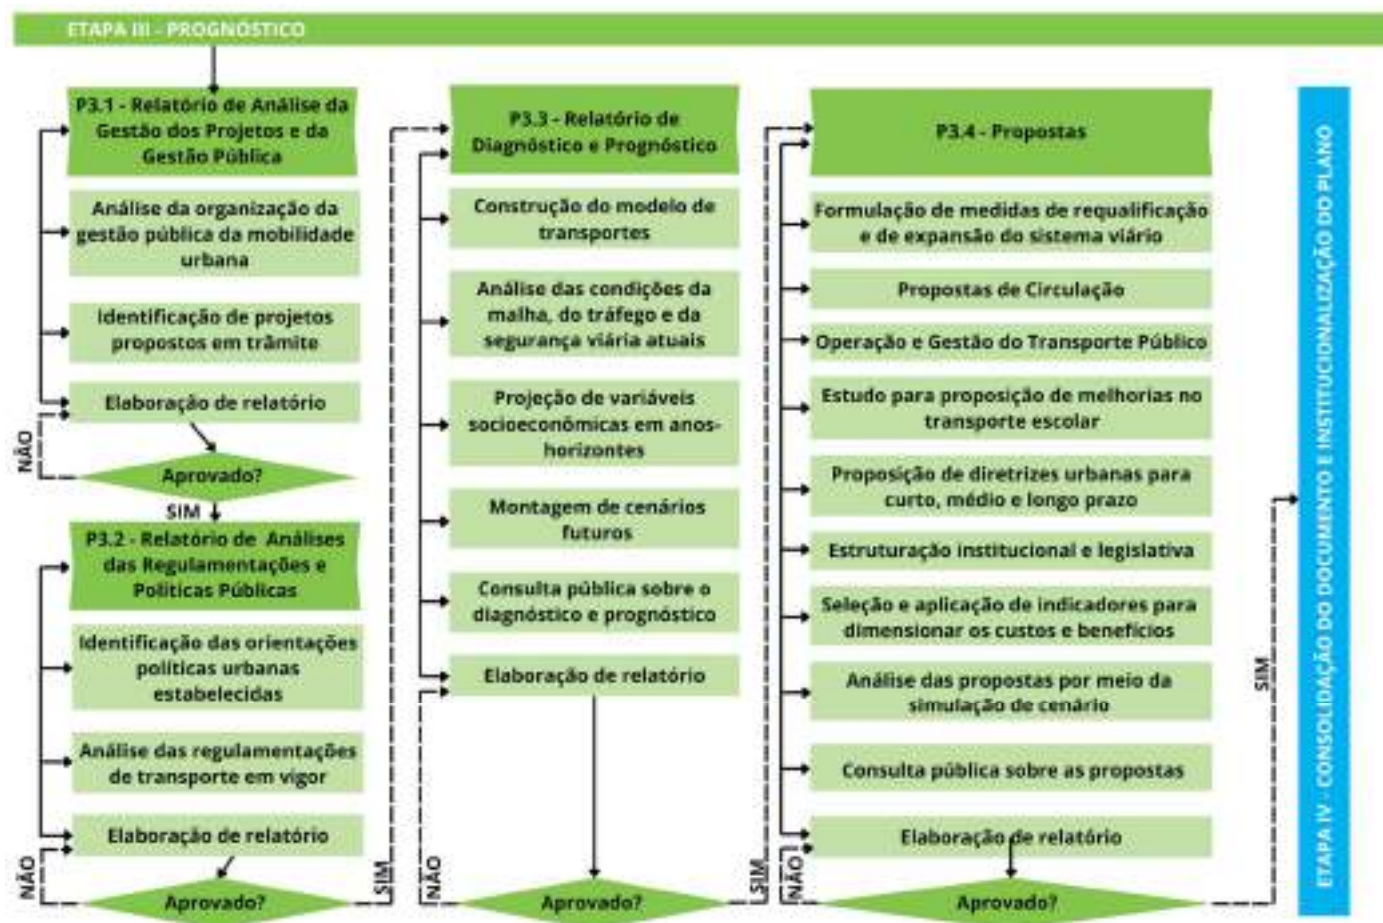 ETAPA III - PROGNÓSTICO
P3.1 - Relatório de Análise da
Gestão dos Projetos e da
Gestão Pública
Análise da organização da
gestão pública da mobilidade
urbana
Identificação de projetos
propostos em trâmite
Elaboração de relatório
NÃO
Aprovado?
SIM
P3.2 - Relatório de Análises
das Regulamentações e
Políticas Públicas
Identificação das orientações
políticas urbanas
estabelecidas
Análise das regulamentações
de transporte em vigor
Elaboração de relatório
NÃO
Aprovado?
SIM
P3.3 - Relatório de
Diagnóstico e Prognóstico
Construção do modelo de
transportes
Análise das condições da
malha, do tráfego e da
segurança viária atuais
Projeção de variáveis
socioeconômicas em anos-
horizontes
Montagem de cenários
futuros
Consulta pública sobre o
diagnóstico e prognóstico
Elaboração de relatório
NÃO
Aprovado?
SIM
P3.4 - Propostas
Formulação de medidas de requalificação
e de expansão do sistema viário
Propostas de Circulação
Operação e Gestão do Transporte Público
Estudo para proposição de melhorias no
transporte escolar
Proposição de diretrizes urbanas para
curto, médio e longo prazo
Estruturação institucional e legislativa
Seleção e aplicação de indicadores para
dimensionar os custos e benefícios
Análise das propostas por meio da
simulação de cenário
Consulta pública sobre as propostas
Elaboração de relatório
NÃO
Aprovado?
SIM
ETAPA IV - CONSOLIDAÇÃO DO DOCUMENTO E INSTITUCIONALIZAÇÃO DO PLANO